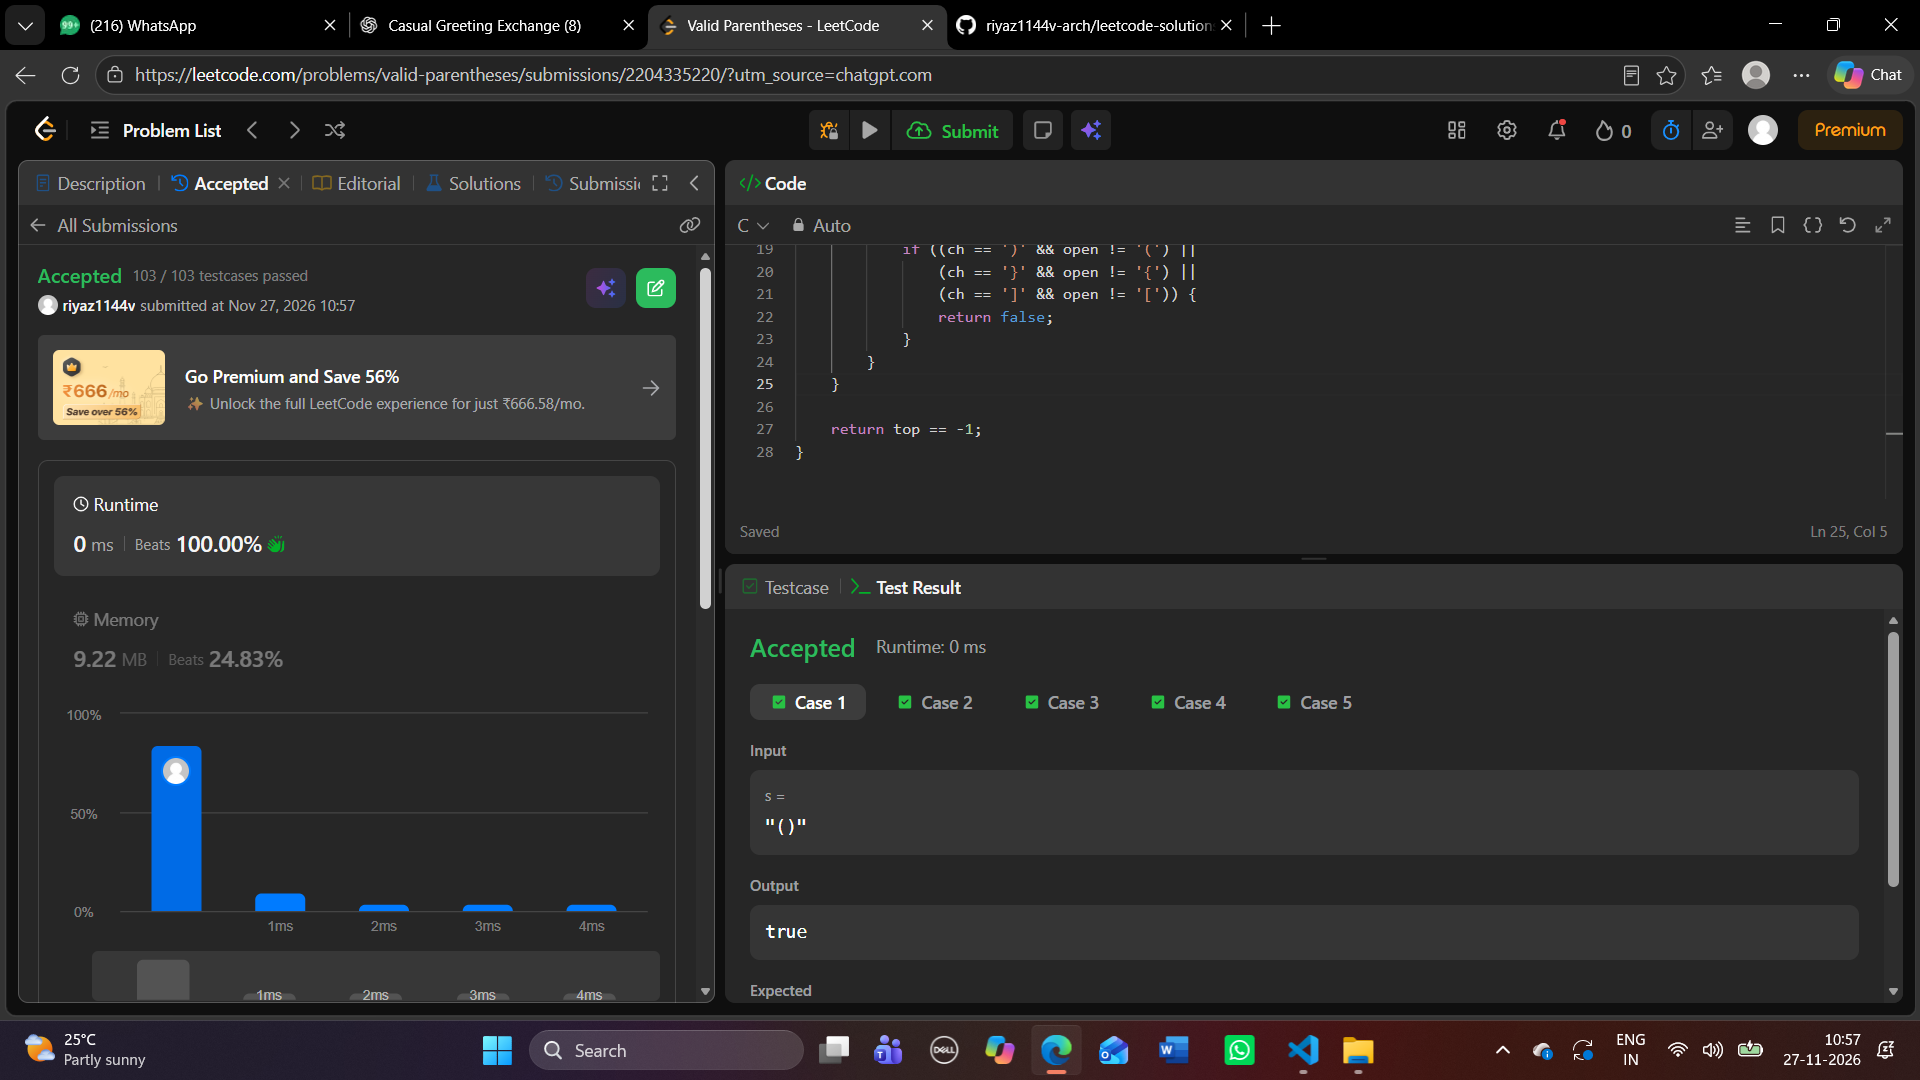 99+ (216) WhatsApp
Casual Greeting Exchange (8)
Valid Parentheses - LeetCode
riyaz1144v-arch/leetcode-solution
https://leetcode.com/problems/valid-parentheses/submissions/2204335220/?utm_source=chatgpt.com
Chat
Problem List
Submit
0
Premium
Description
Accepted
Editorial
Solutions
Submissi
All Submissions
Accepted 103 / 103 testcases passed
riyaz1144v submitted at Nov 27, 2026 10:57
₹666/mo
Save over 56%
Go Premium and Save 56%
Unlock the full LeetCode experience for just ₹666.58/mo.
Runtime
0 ms Beats 100.00%
Memory
9.22 MB Beats 24.83%
100%
50%
0%
1ms 2ms 3ms 4ms
1ms 2ms 3ms 4ms
</> Code
C Auto
19 if ((ch == ')' && open != '(') ||
20 (ch == '}' && open != '{') ||
21 (ch == ']' && open != '[')) {
22 return false;
23 }
24 }
25 }
26
27 return top == -1;
28 }
Saved
Ln 25, Col 5
Testcase
Test Result
Accepted Runtime: 0 ms
Case 1 Case 2 Case 3 Case 4 Case 5
Input
s =
"()"
Output
true
Expected
25°C
Partly sunny
Search
DELL
ENG
IN
10:57
27-11-2026